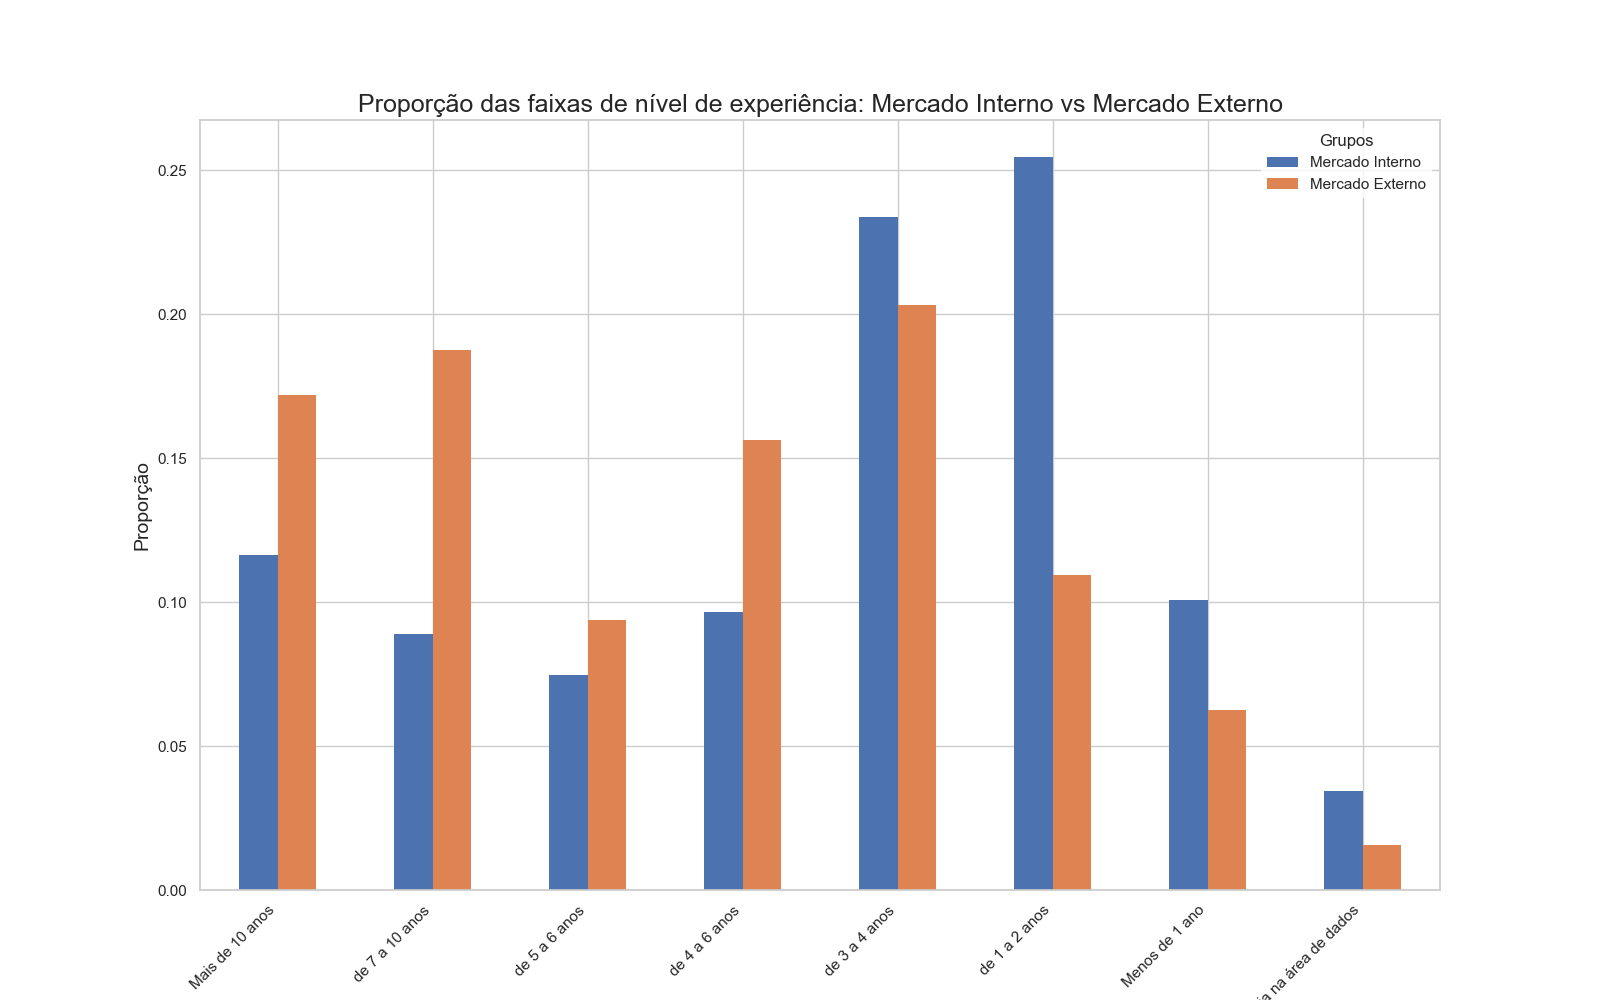 Proporção das faixas de nível de experiência: Mercado Interno vs Mercado Externo
Grupos
Mercado Interno
Mercado Externo
Proporção
0.25
0.20
0.15
0.10
0.05
0.00
Mais de 10 anos
de 7 a 10 anos
de 5 a 6 anos
de 4 a 6 anos
de 3 a 4 anos
de 1 a 2 anos
Menos de 1 ano
na área de dados